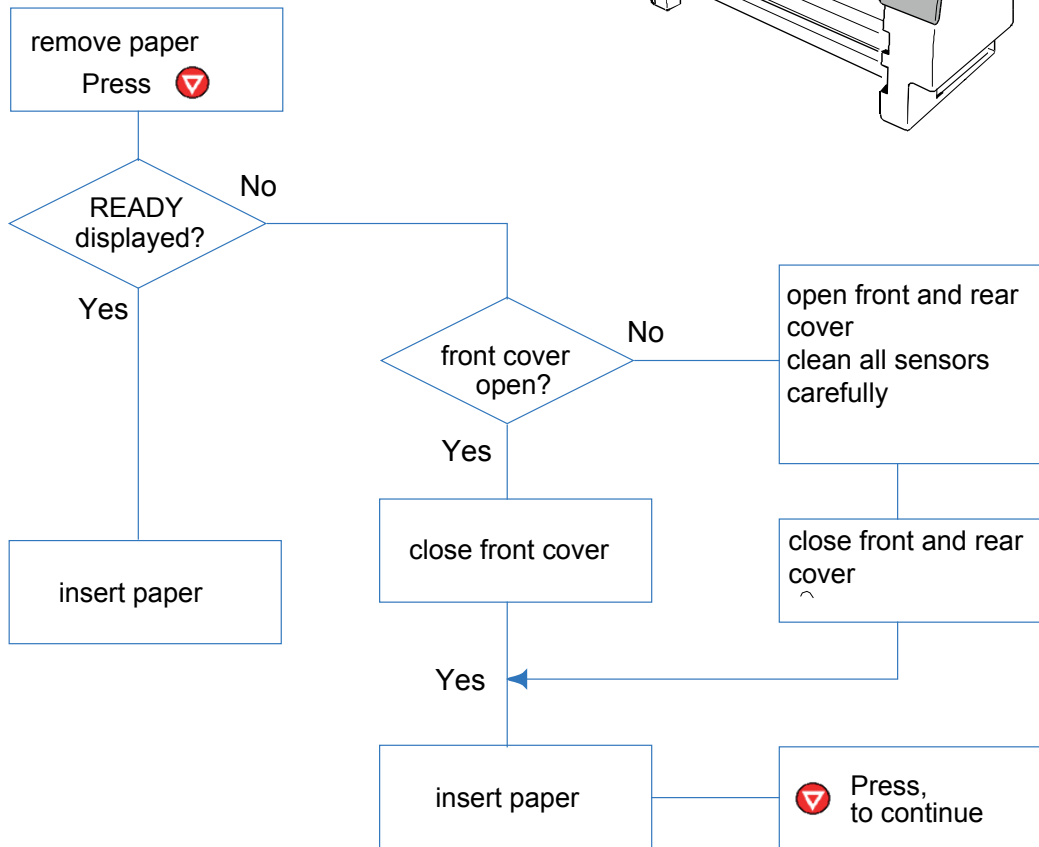 remove paper
Press
READY
displayed?
No
Yes
insert paper
front cover
open?
No
Yes
open front and rear
cover
clean all sensors
carefully
close front cover
close front and rear
cover
Yes
insert paper
Press,
to continue